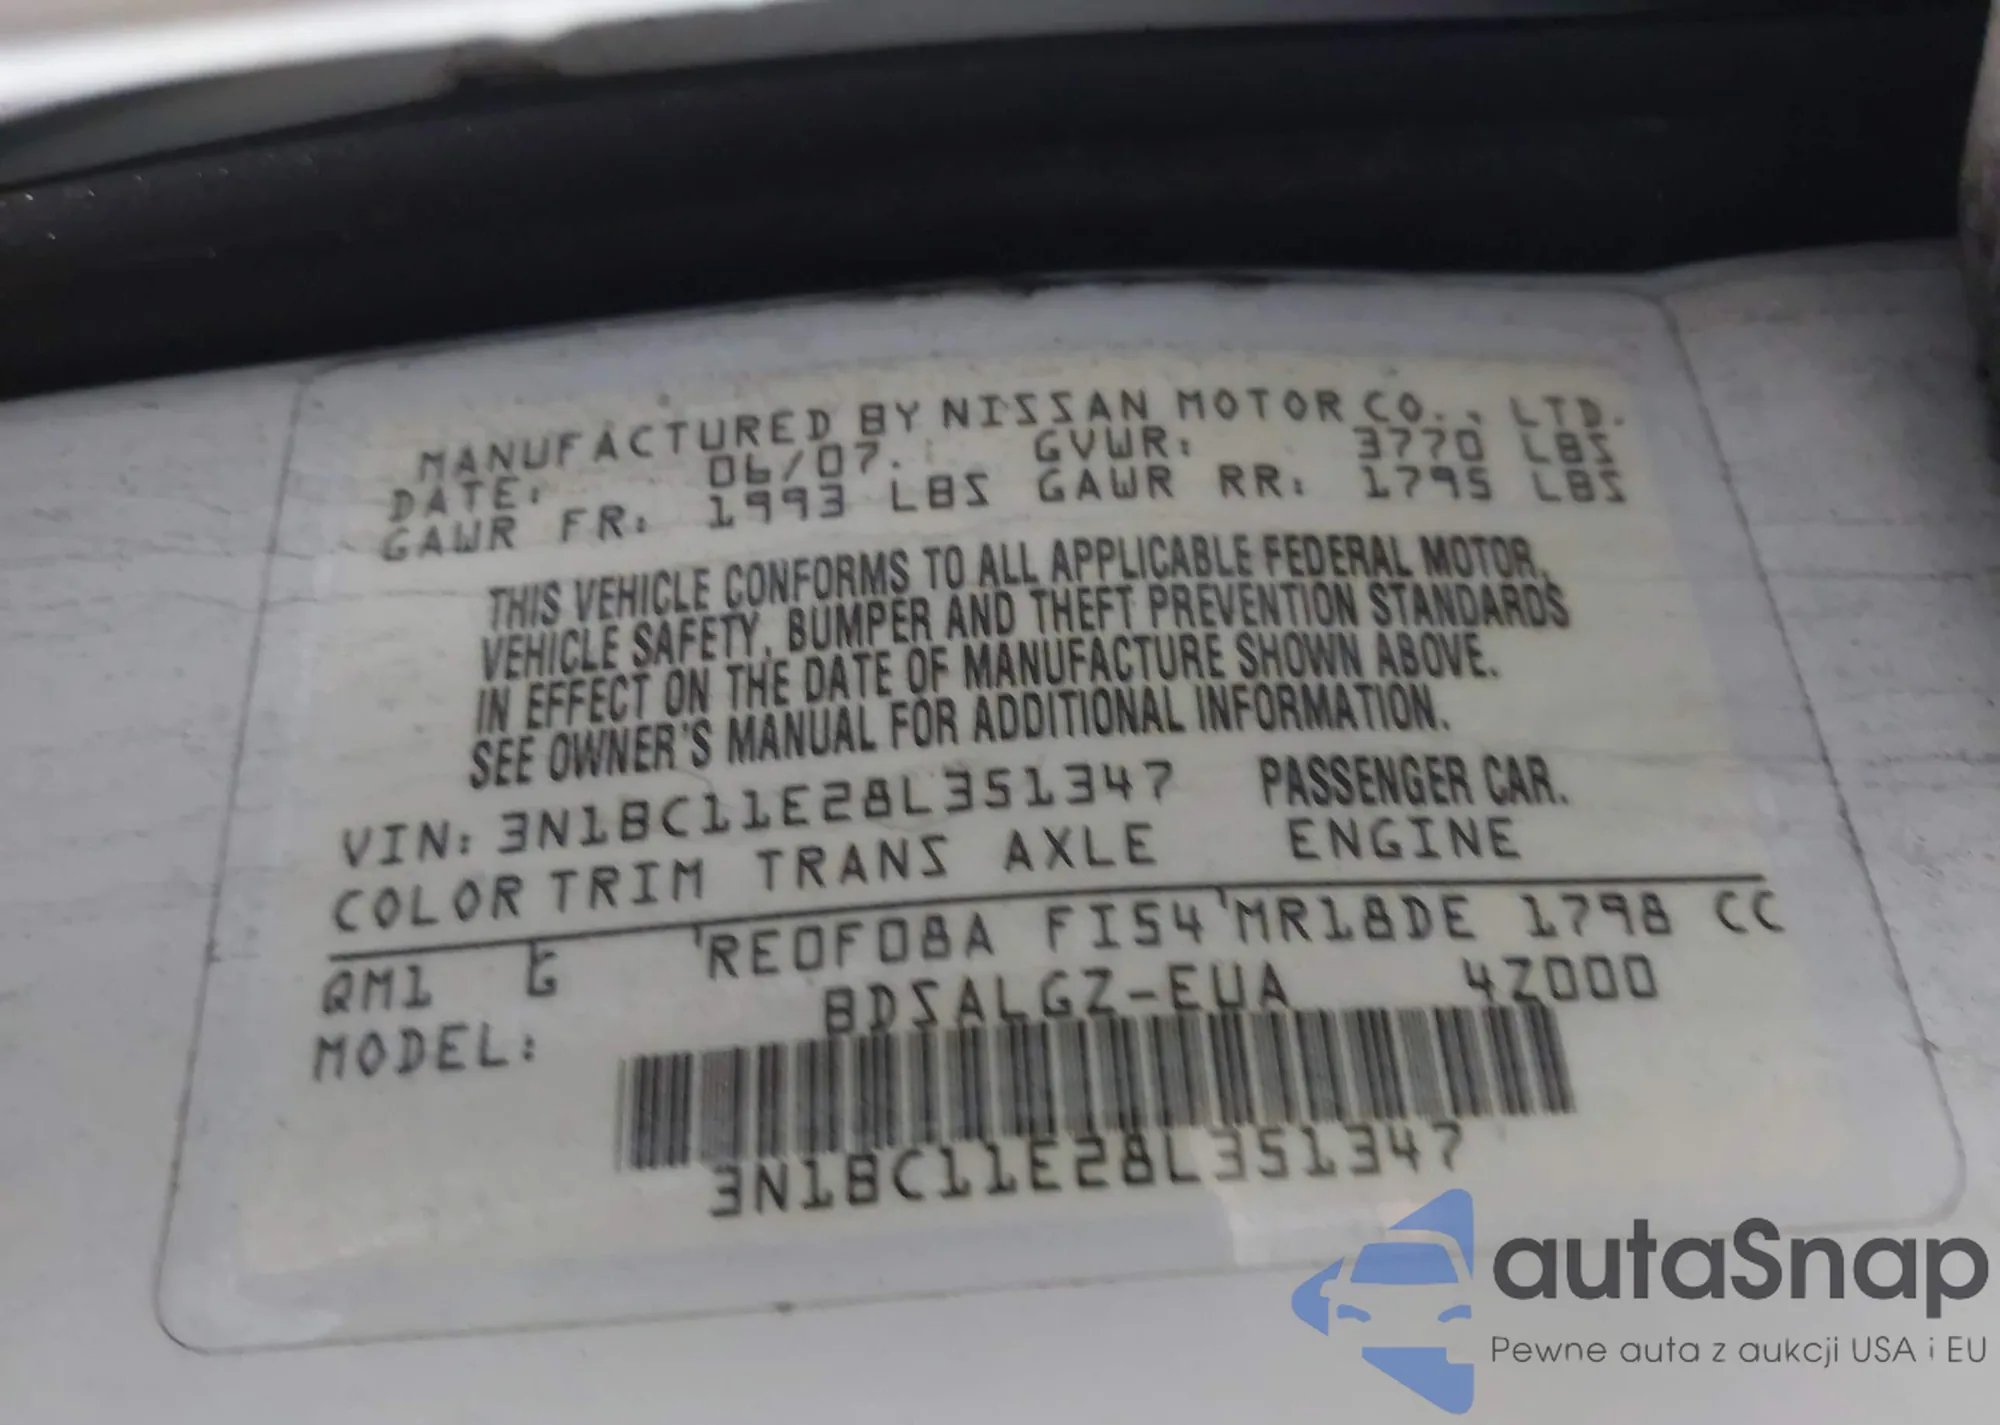 MANUFACTURED BY NISSAN MOTOR CO., LTD.
DATE: 06/07. GVWR: 3770 LBS
GAWR FR: 1993 LBS GAWR RR: 1795 LBS
THIS VEHICLE CONFORMS TO ALL APPLICABLE FEDERAL MOTOR
VEHICLE SAFETY, BUMPER AND THEFT PREVENTION STANDARDS
IN EFFECT ON THE DATE OF MANUFACTURE SHOWN ABOVE.
SEE OWNER'S MANUAL FOR ADDITIONAL INFORMATION.
VIN: 3N1BC11E28L351347 PASSENGER CAR.
COLOR TRIM TRANS AXLE ENGINE
QM1 G RE0F08A FI54 MR18DE 1798 CC
MODEL: BDSALGZ-EUA 4Z000
3N1BC11E28L351347
autaSnap
Pewne auta z aukcji USA i EU